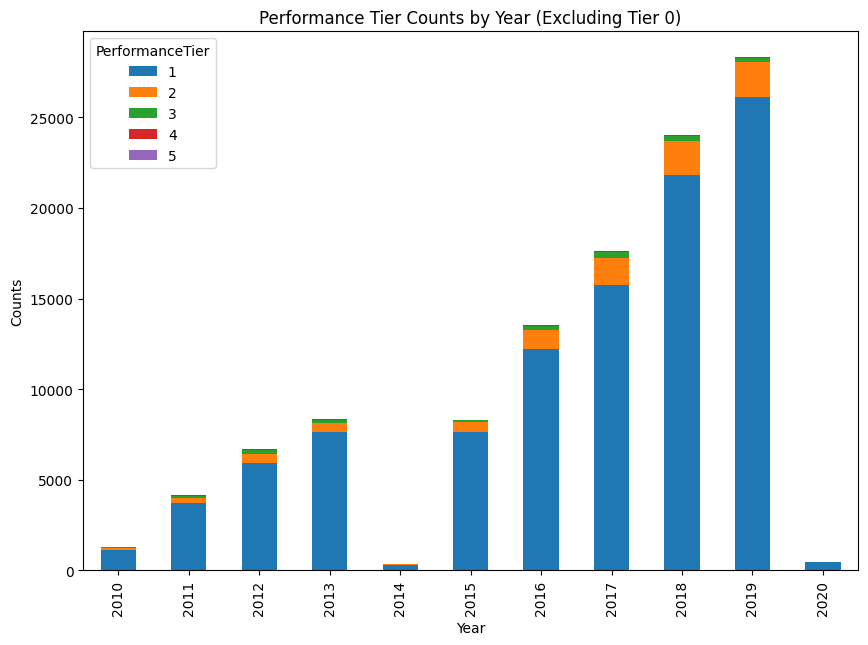 Performance Tier Counts by Year (Excluding Tier 0)
PerformanceTier
1
2
3
4
5
25000
20000
15000
10000
5000
0
Counts
2010 2011 2012 2013 2014 2015 2016 2017 2018 2019 2020
Year